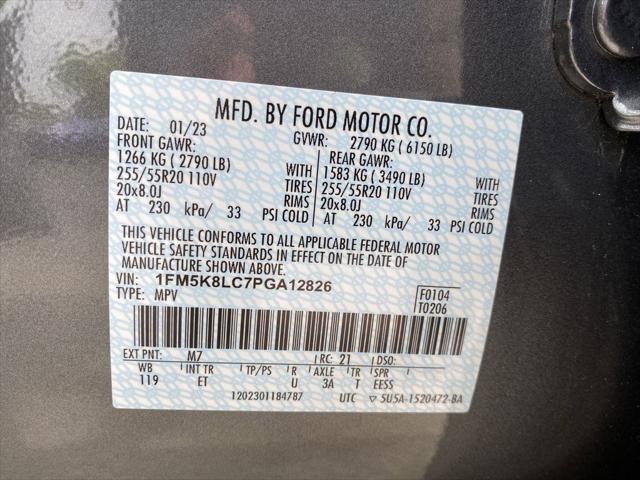 MFD. BY FORD MOTOR CO.
DATE: 01/23 GVWR: 2790 KG ( 6150 LB)
FRONT GAWR: REAR GAWR:
1266 KG ( 2790 LB) WITH 1583 KG ( 3490 LB) WITH
255/55R20 110V TIRES 255/55R20 110V TIRES
20x8.0J RIMS 20x8.0J RIMS
AT 230 kPa/ 33 PSI COLD AT 230 kPa/ 33 PSI COLD
THIS VEHICLE CONFORMS TO ALL APPLICABLE FEDERAL MOTOR
VEHICLE SAFETY STANDARDS IN EFFECT ON THE DATE OF
MANUFACTURE SHOWN ABOVE.
VIN: 1FM5K8LC7PGA12826 F0104
TYPE: MPV T0206
EXT PNT: M7 RC: 21 DSO:
WB INT TR TP/PS R AXLE TR SPR
119 ET U 3A T EESS
1202301184787 UTC ▽ 5U5A-1520472-BA